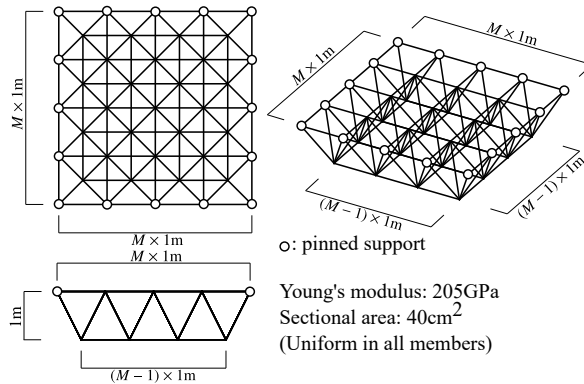 M × 1m
M × 1m
M × 1m
M × 1m
(M − 1) × 1m
(M − 1) × 1m
: pinned support
M × 1m
1m
(M − 1) × 1m
Young's modulus: 205GPa
Sectional area: 40cm²
(Uniform in all members)